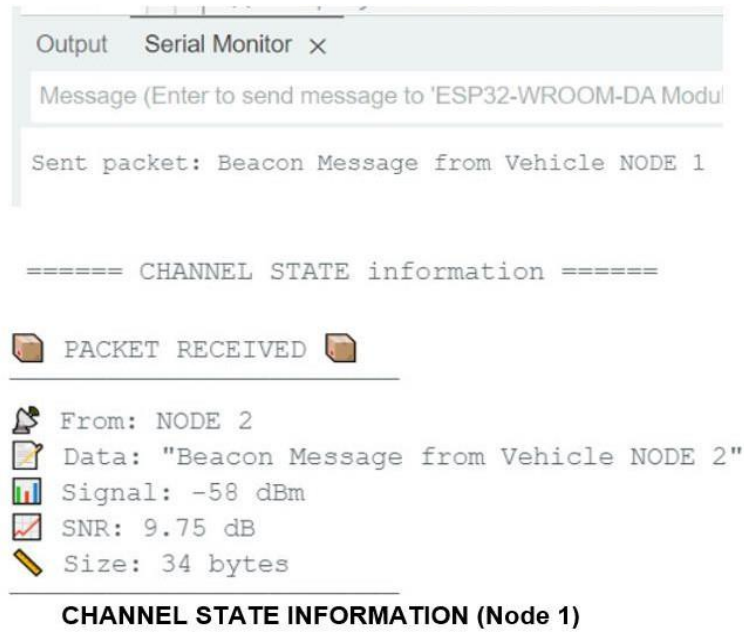 Output Serial Monitor ×
Message (Enter to send message to 'ESP32-WROOM-DA Modul
Sent packet: Beacon Message from Vehicle NODE 1
====== CHANNEL STATE information ======
📦 PACKET RECEIVED 📦
📡 From: NODE 2
📝 Data: "Beacon Message from Vehicle NODE 2"
📊 Signal: -58 dBm
📈 SNR: 9.75 dB
📏 Size: 34 bytes
CHANNEL STATE INFORMATION (Node 1)